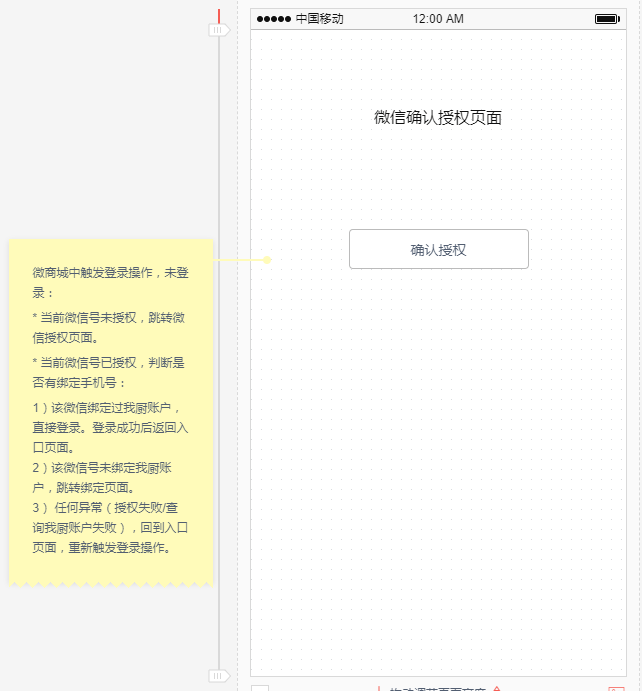 中国移动 12:00 AM
微信确认授权页面
确认授权
微商城中触发登录操作，未登
录：
* 当前微信号未授权，跳转微
信授权页面。
* 当前微信号已授权，判断是
否有绑定手机号：
1）该微信绑定过我厨账户，
直接登录。登录成功后返回入
口页面。
2）该微信号未绑定我厨账
户，跳转绑定页面。
3） 任何异常（授权失败/查
询我厨账户失败），回到入口
页面，重新触发登录操作。